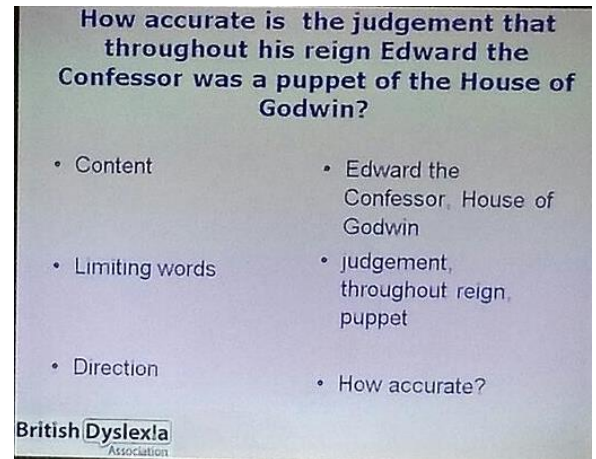 How accurate is the judgement that
throughout his reign Edward the
Confessor was a puppet of the House of
Godwin?
• Content
• Edward the
Confessor, House of
Godwin
• Limiting words
• judgement,
throughout reign,
puppet
• Direction
• How accurate?
British Dyslex!a
Association